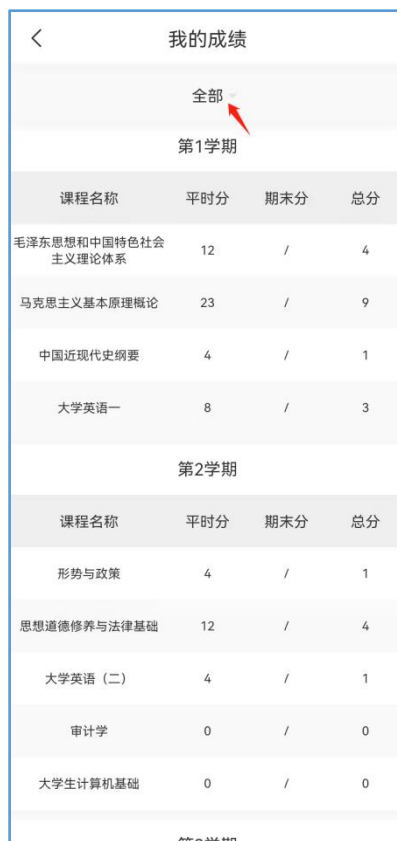 我的成绩
全部
第1学期
课程名称 平时分 期末分 总分
毛泽东思想和中国特色社会
主义理论体系 12 / 4
马克思主义基本原理概论 23 / 9
中国近现代史纲要 4 / 1
大学英语一 8 / 3
第2学期
课程名称 平时分 期末分 总分
形势与政策 4 / 1
思想道德修养与法律基础 12 / 4
大学英语（二） 4 / 1
审计学 0 / 0
大学生计算机基础 0 / 0